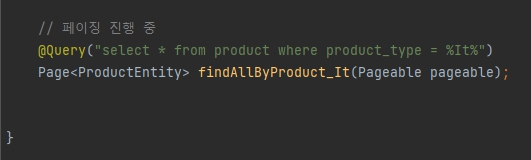 // 페이징 진행 중
@Query("select * from product where product_type = %It%")
Page<ProductEntity> findAllByProduct_It(Pageable pageable);
}